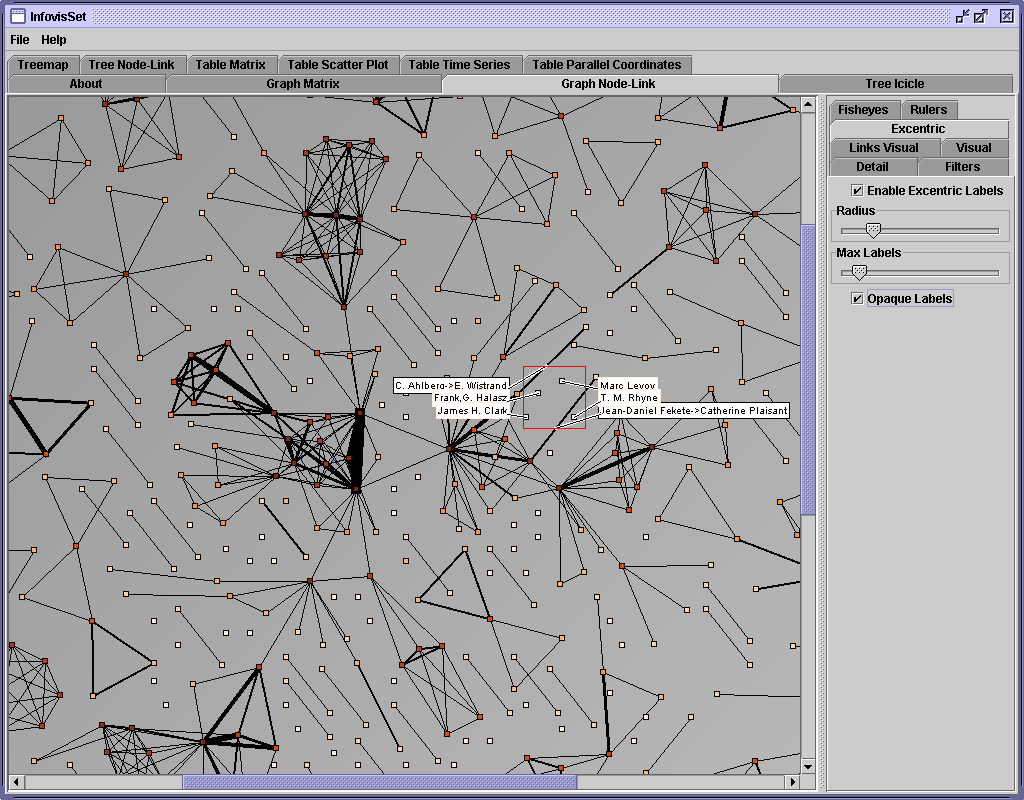 InfovisSet
File Help
Treemap Tree Node-Link Table Matrix Table Scatter Plot Table Time Series Table Parallel Coordinates
About Graph Matrix Graph Node-Link Tree Icicle
Fisheyes Rulers
Excentric
Links Visual Visual
Detail Filters
Enable Excentric Labels
Radius
Max Labels
Opaque Labels
C. Ahlberg->E. Wistrand Marc Levoy
Frank,G. Halasz T. M. Rhyne
James H. Clark Jean-Daniel Fekete->Catherine Plaisant